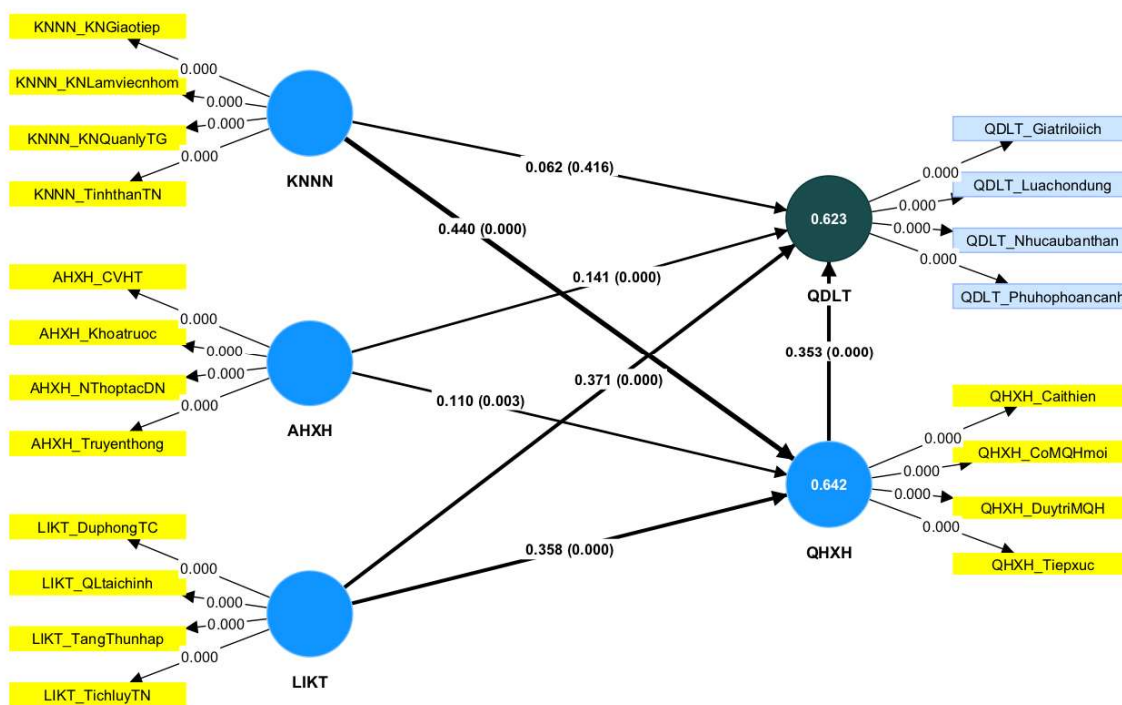 KNNN_KNGiaotiep
KNNN_KNLamviecnhom
KNNN_KNQuanlyTG
KNNN_TinhthanTN
0.000
0.000
0.000
0.000
KNNN
AHXH_CVHT
AHXH_Khoatruoc
AHXH_NThoptacDN
AHXH_Truyenthong
0.000
0.000
0.000
0.000
AHXH
LIKT_DuphongTC
LIKT_QLtaichinh
LIKT_TangThunhap
LIKT_TichluyTN
0.000
0.000
0.000
0.000
LIKT
0.062 (0.416)
0.440 (0.000)
0.141 (0.000)
0.371 (0.000)
0.110 (0.003)
0.358 (0.000)
0.353 (0.000)
0.623
QDLT
0.000
0.000
0.000
0.000
QDLT_Giatriloiich
QDLT_Luachondung
QDLT_Nhucaubanthan
QDLT_Phuhophoancanh
0.642
QHXH
0.000
0.000
0.000
0.000
QHXH_Caithien
QHXH_CoMQHmoi
QHXH_DuytriMQH
QHXH_Tiepxuc